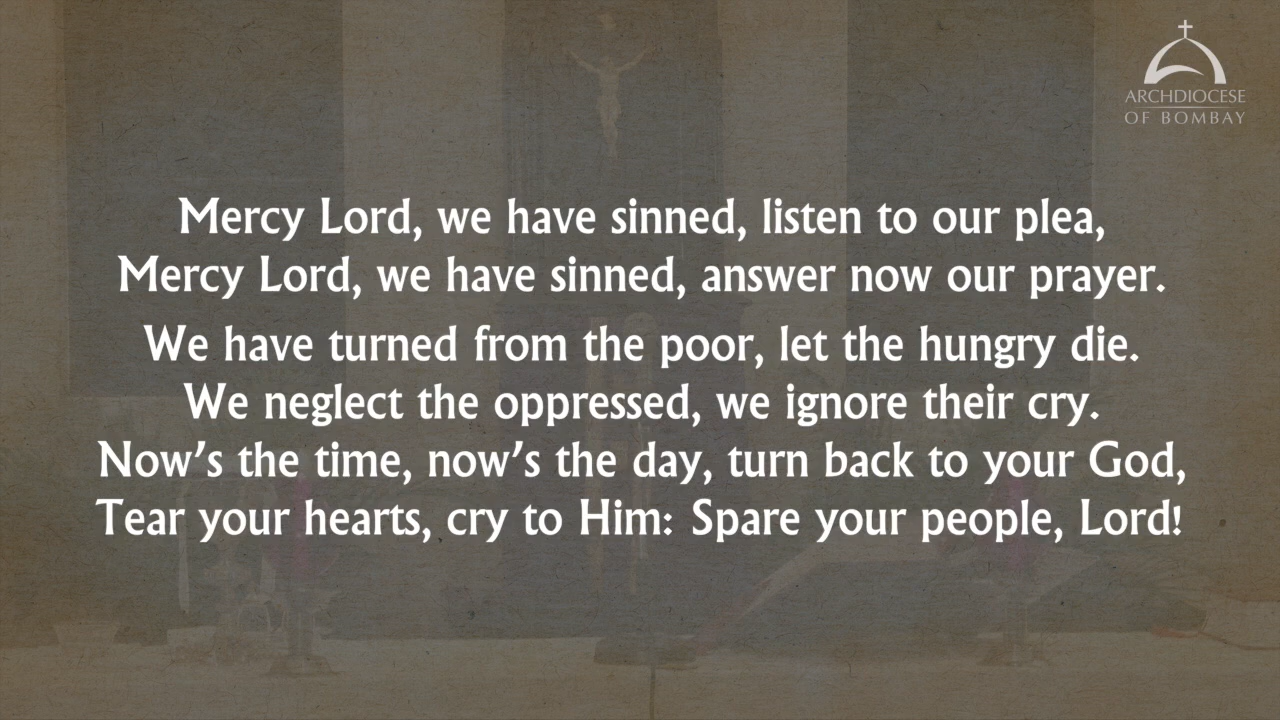 ARCHDIOCESE
OF BOMBAY
Mercy Lord, we have sinned, listen to our plea,
Mercy Lord, we have sinned, answer now our prayer.
We have turned from the poor, let the hungry die.
We neglect the oppressed, we ignore their cry.
Now’s the time, now’s the day, turn back to your God,
Tear your hearts, cry to Him: Spare your people, Lord!